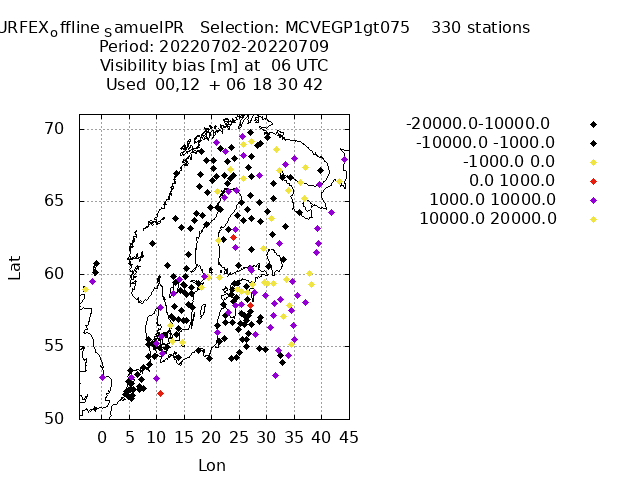 URFEXoffline SamuelPR Selection: MCVEGP1gt075 330 stations
Period: 20220702-20220709
Visibility bias [m] at 06 UTC
Used 00,12 + 06 18 30 42
-20000.0-10000.0
-10000.0 -1000.0
-1000.0 0.0
0.0 1000.0
1000.0 10000.0
10000.0 20000.0
70
65
60
55
50
Lat
0 5 10 15 20 25 30 35 40 45
Lon